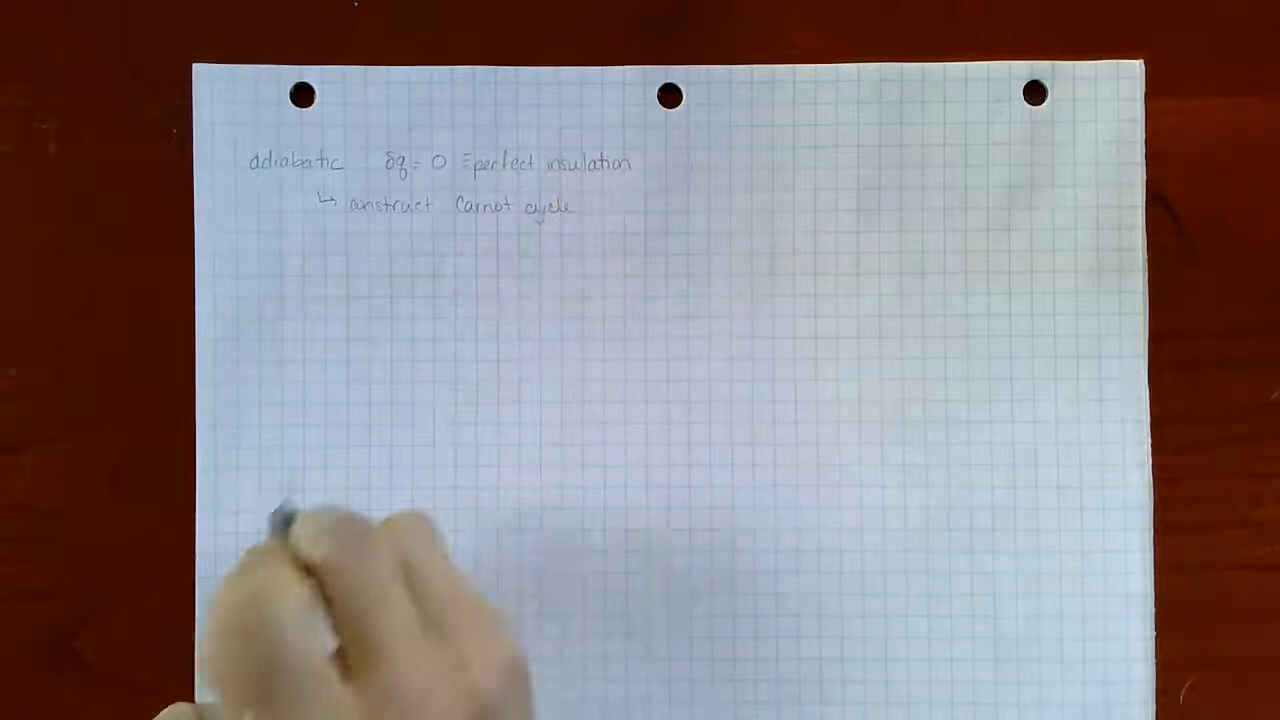 adiabatic δq = 0 ≡ perfect insulation
↳ construct Carnot cycle